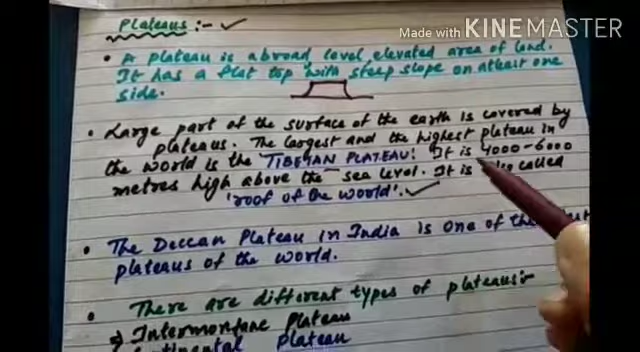 Made with KINEMASTER
Plateaus :-
• A plateau is abroad level, elevated area of land.
It has a flat top with steep slope on atleast one
side.
• Large part of the surface of the earth is covered by
plateaus. The largest and the highest plateau in
the world is the "TIBETAN PLATEAU! It is 4000-6000
metres high above the sea level. It is called
'roof of the world'.
• The Deccan Plateau in India is one of the
plateaus of the world.
• There are different types of plateaus:-
→ Intermontane Plateau
plateau